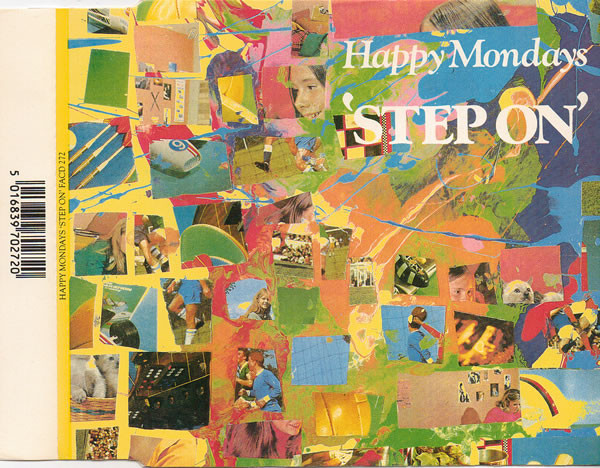 Happy Mondays
'STEP ON'
HAPPY MONDAYS 'STEP ON' FACD 272
5 016839 702720